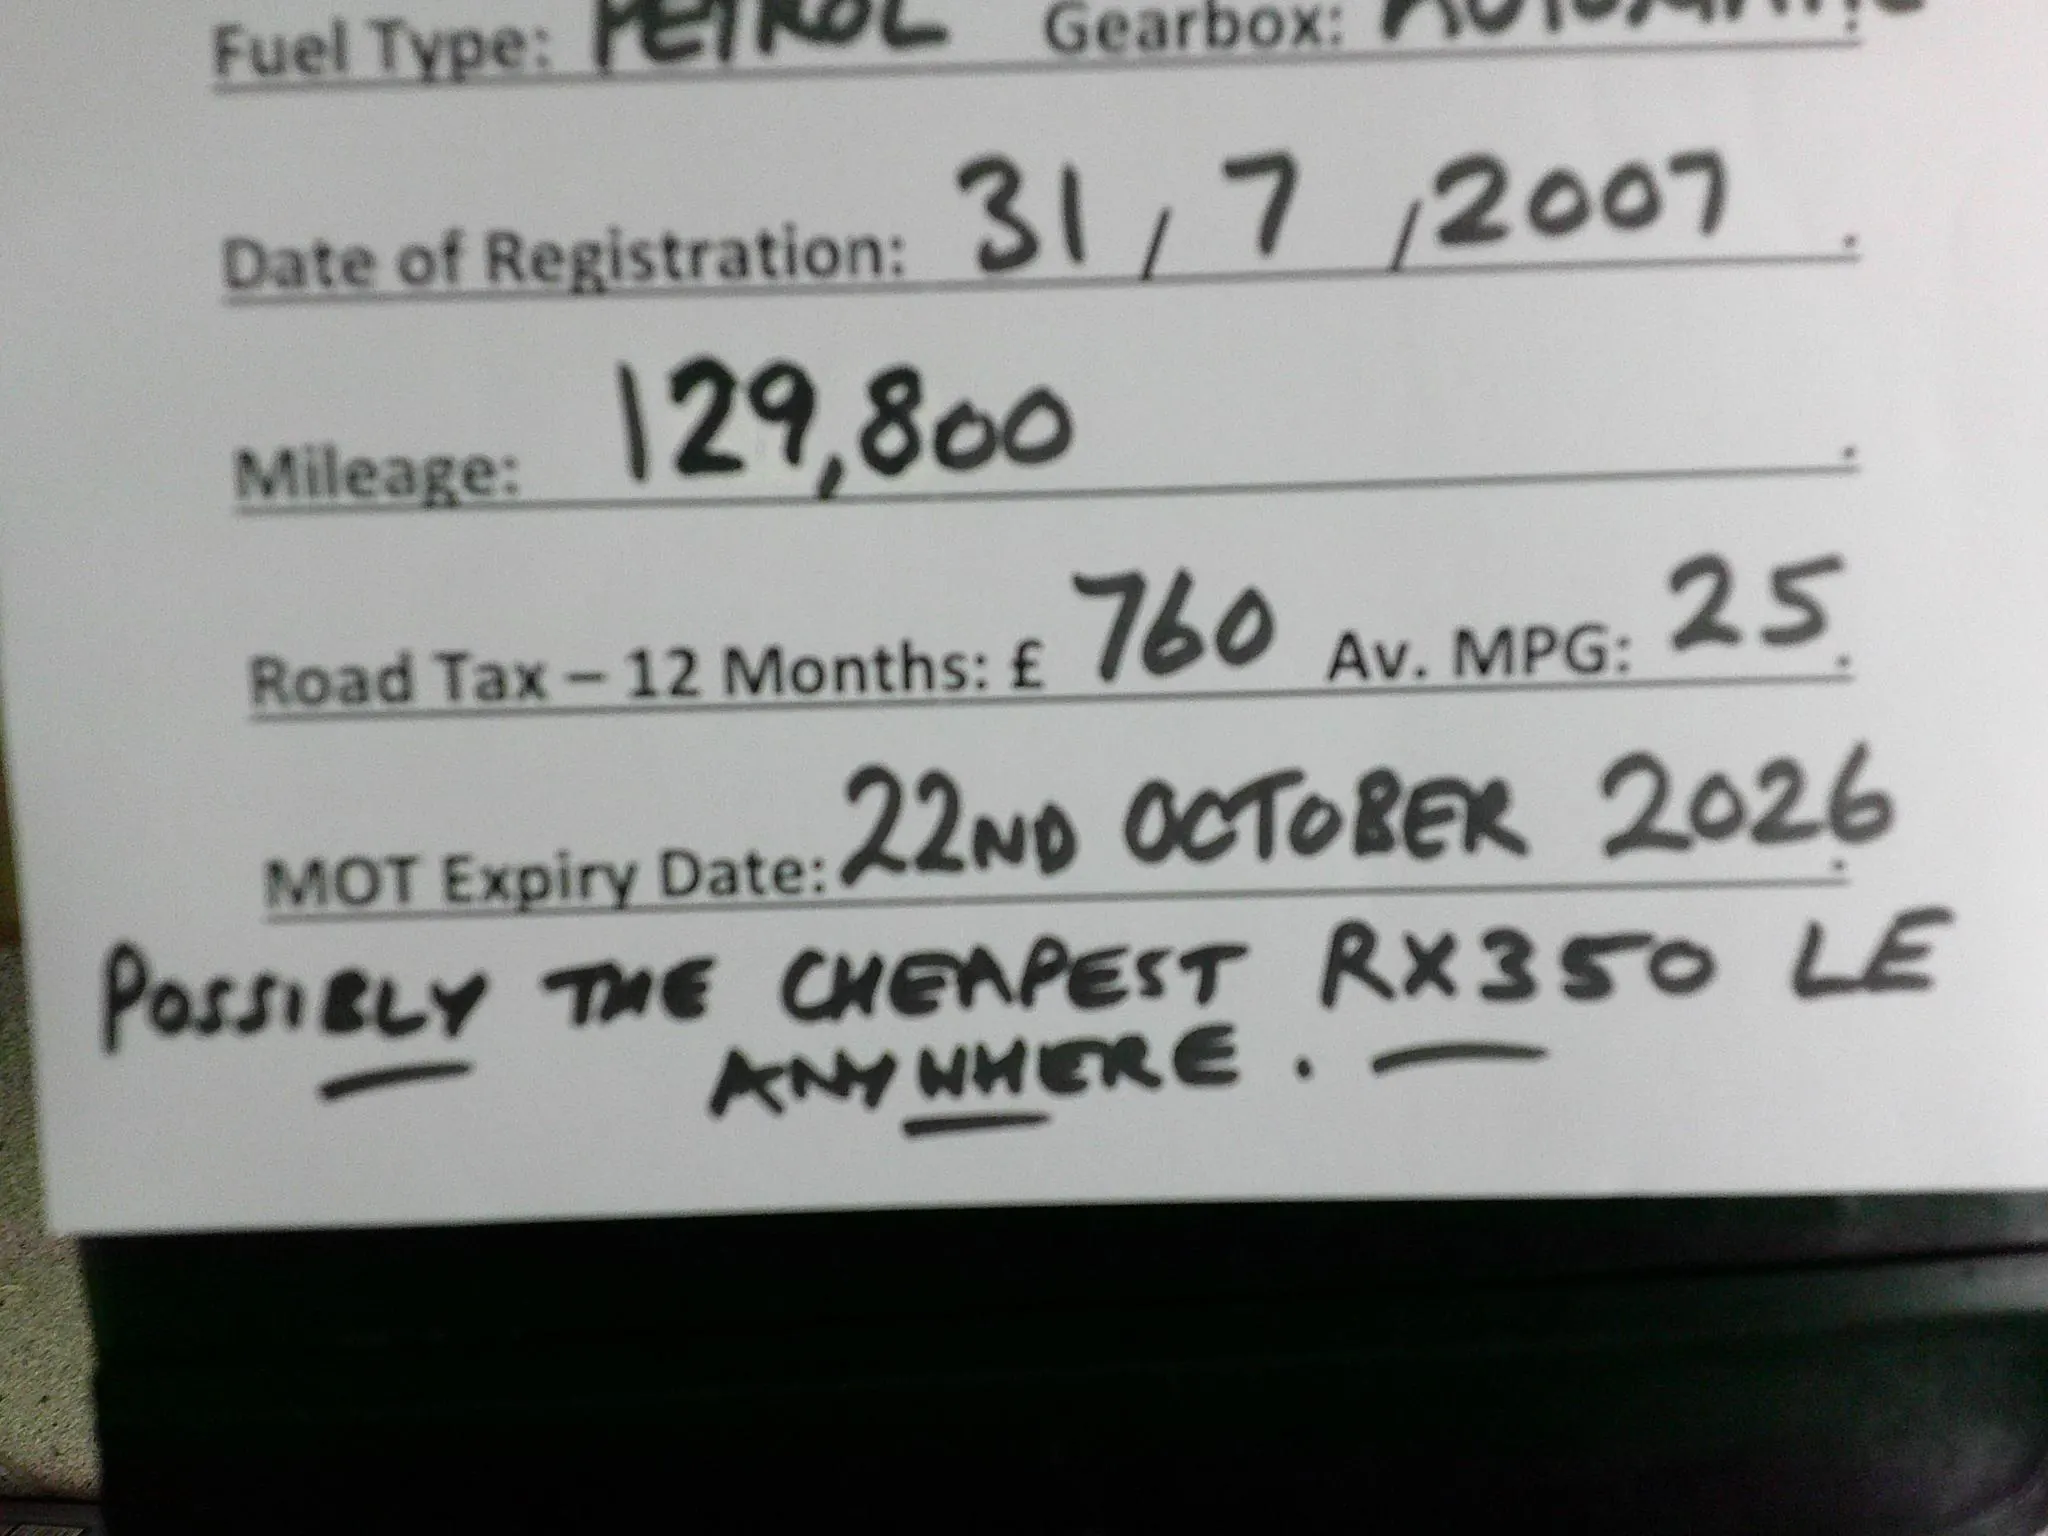 Fuel Type: PETROL Gearbox: AUTOMATIC.
Date of Registration: 31 / 7 / 2007.
Mileage: 129,800.
Road Tax – 12 Months: £ 760 Av. MPG: 25.
MOT Expiry Date: 22ND OCTOBER 2026.
POSSIBLY THE CHEAPEST RX350 LE
ANYWHERE.